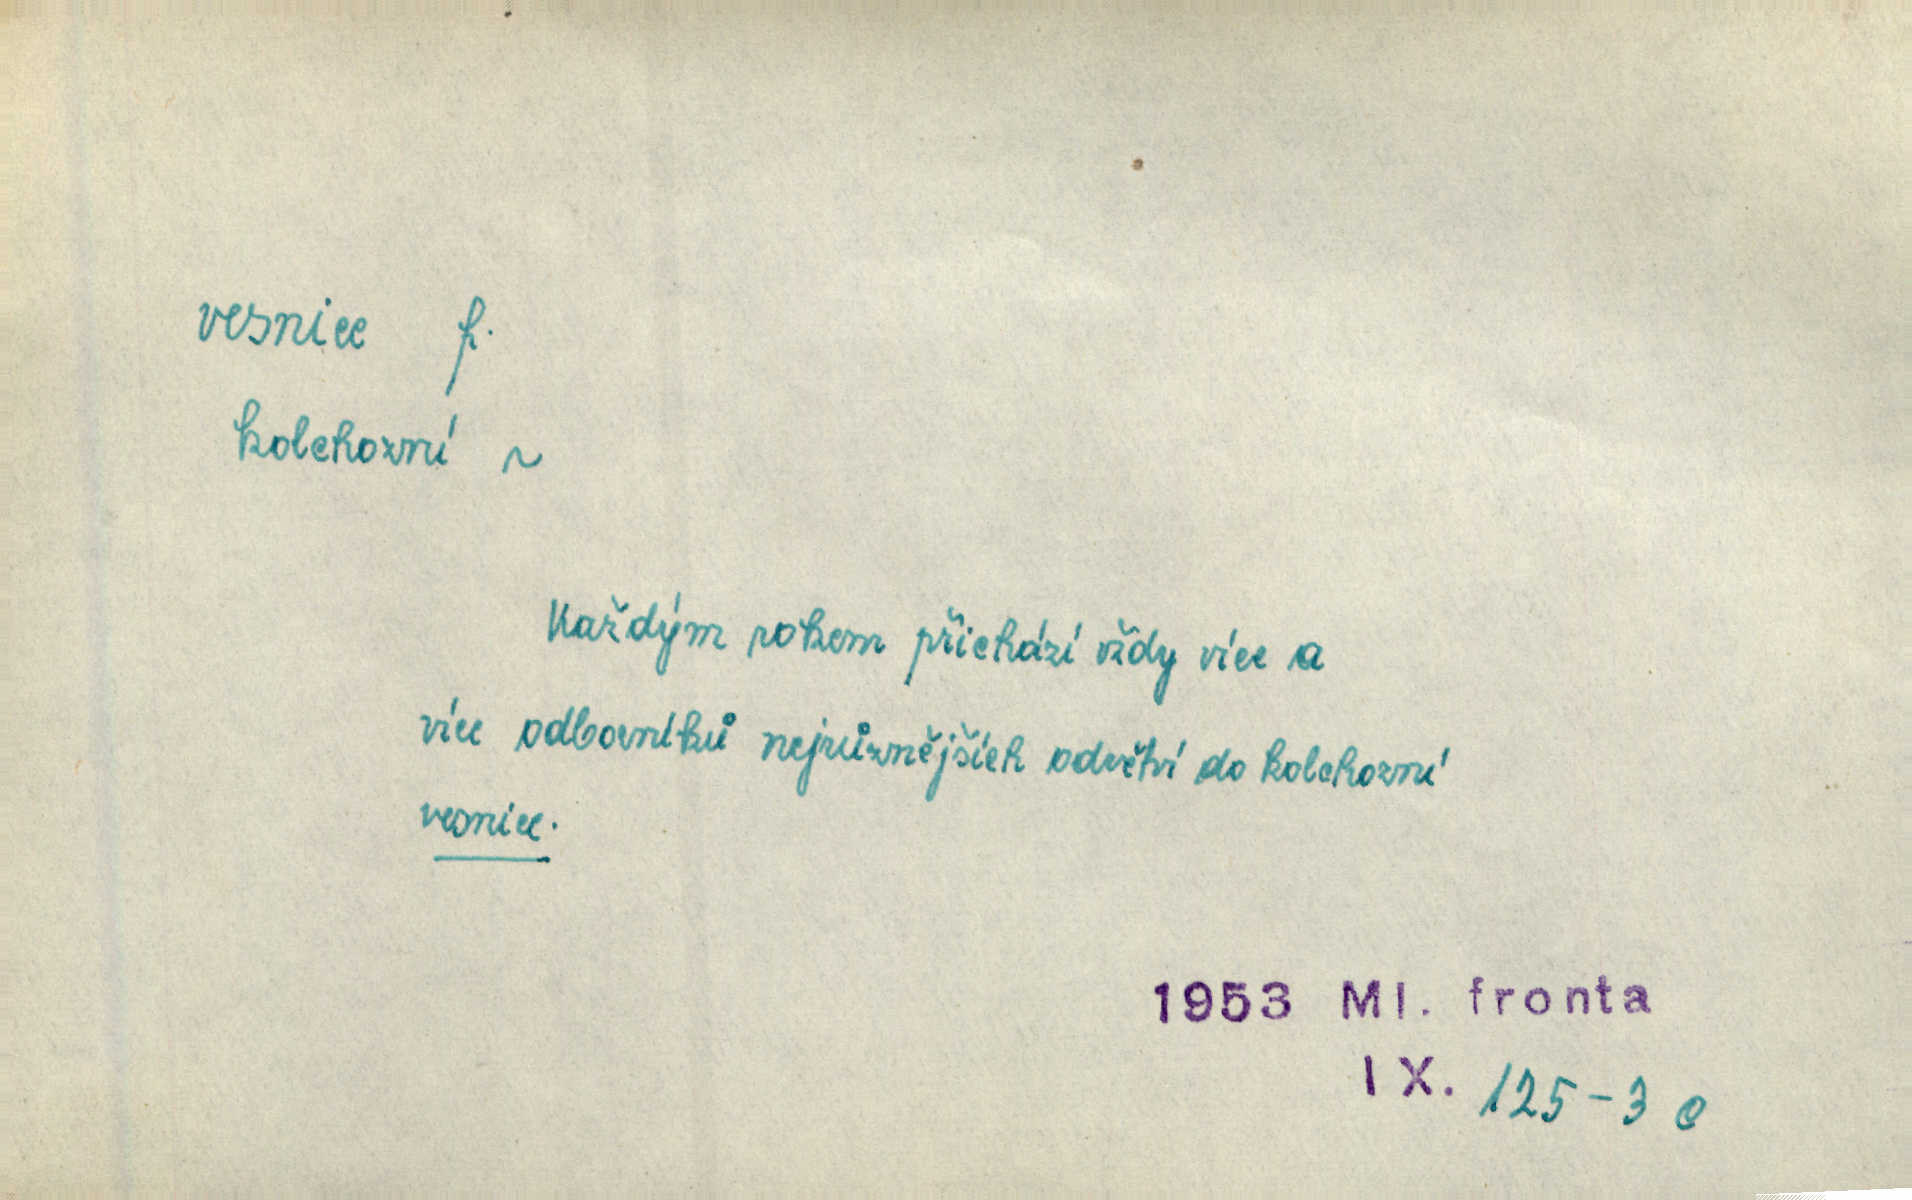 vesnice f.
kolchozní ~
Každým rokem přichází vždy více a
více odborníků nejrůznějších odvětví do kolchozní
vesnice.
1953 Ml. fronta
IX. 125-3 e